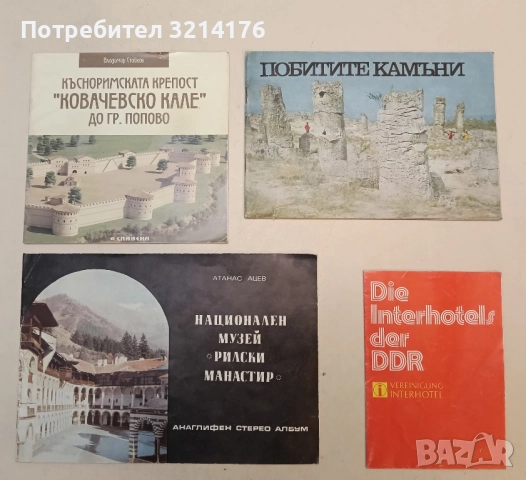 Потребител 3214176
Владимир Стойков
КЪСНОРИМСКАТА КРЕПОСТ
"КОВАЧЕВСКО КАЛЕ"
ДО ГР. ПОПОВО
СЛАВЕНА
ПОБИТИТЕ КАМЪНИ
АТАНАС АЦЕВ
НАЦИОНАЛЕН
МУЗЕЙ
"РИЛСКИ
МАНАСТИР"
АНАГЛИФЕН СТЕРЕО АЛБУМ
Die
Interhotels
der
DDR
i VEREINIGUNG
INTERHOTEL
BAZAR